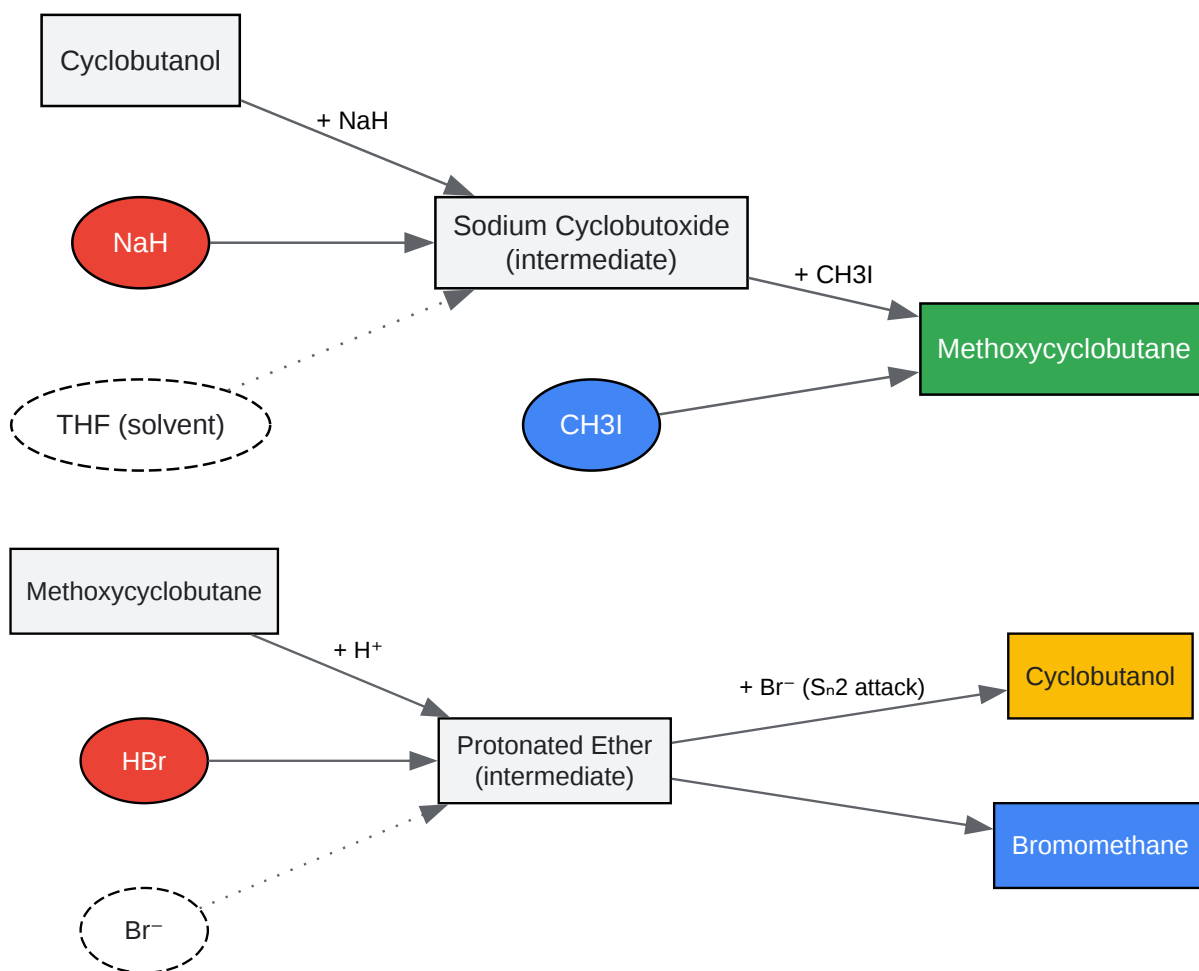 Cyclobutanol
+ NaH
NaH
Sodium Cyclobutoxide
(intermediate)
+ CH3I
Methoxycyclobutane
THF (solvent)
CH3I
Methoxycyclobutane
+ H⁺
Cyclobutanol
+ Br⁻ (Sₙ2 attack)
HBr
Protonated Ether
(intermediate)
Bromomethane
Br⁻